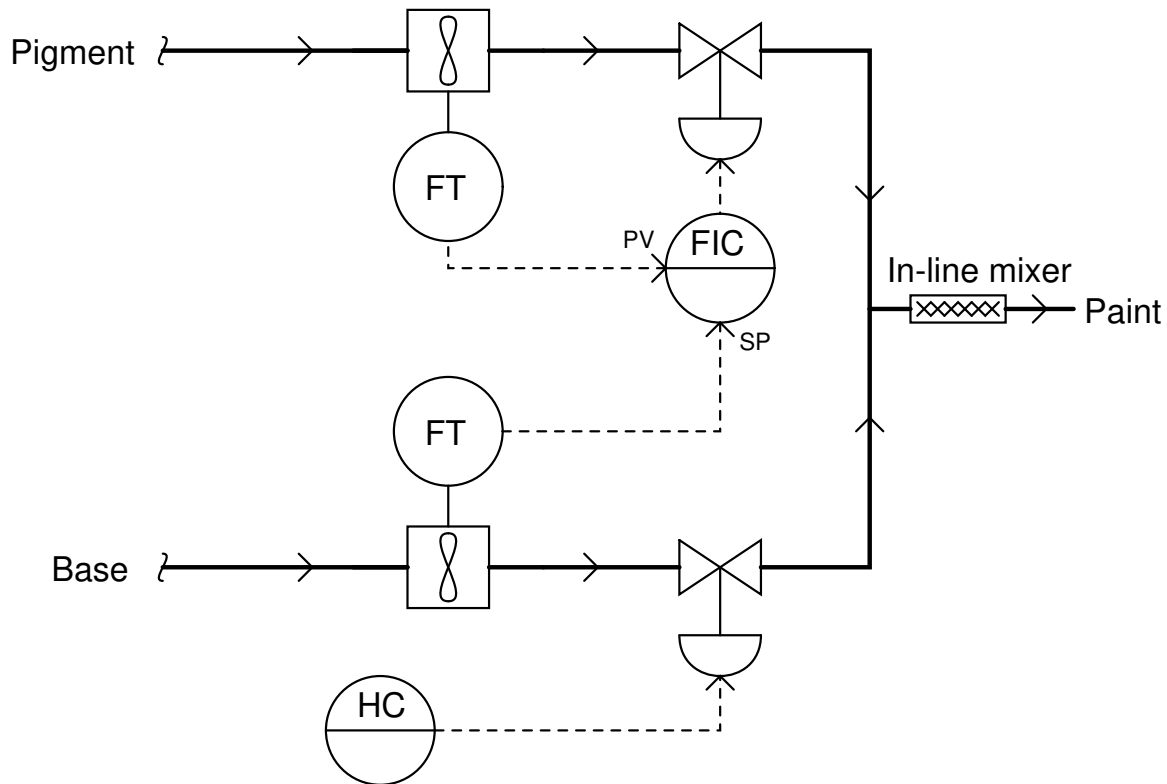 Pigment
FT
PV
FIC
In-line mixer
Paint
SP
FT
Base
HC